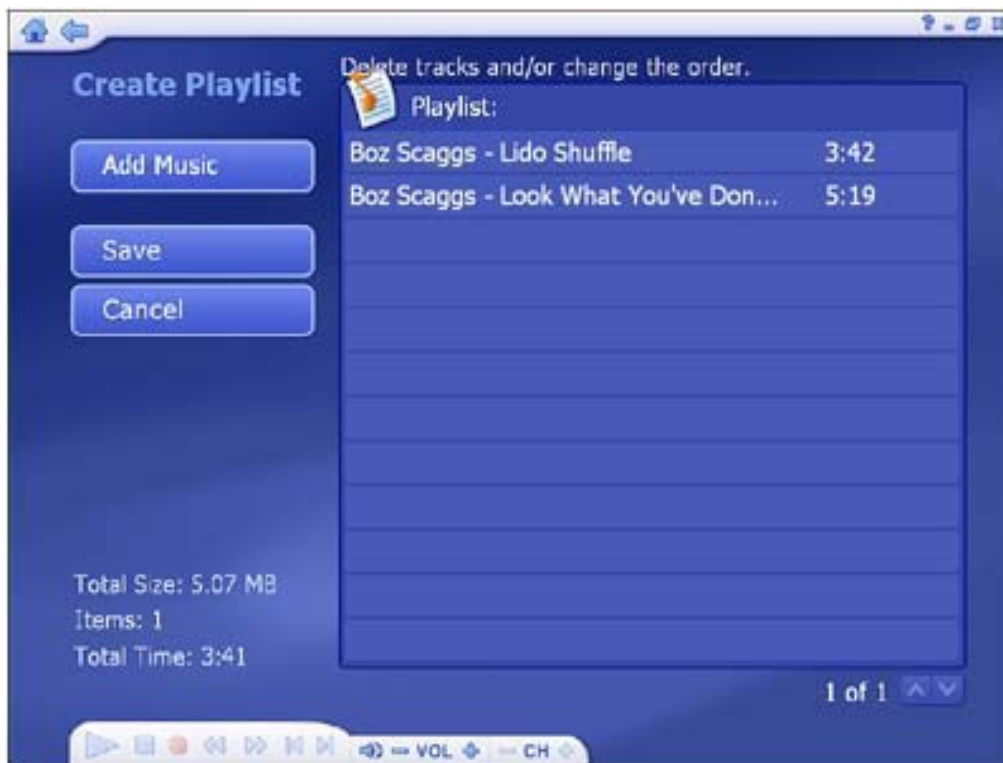 Create Playlist
Delete tracks and/or change the order.
Playlist:
Add Music
Boz Scaggs - Lido Shuffle 3:42
Boz Scaggs - Look What You've Don... 5:19
Save
Cancel
Total Size: 5.07 MB
Items: 1
Total Time: 3:41
1 of 1
VOL
CH